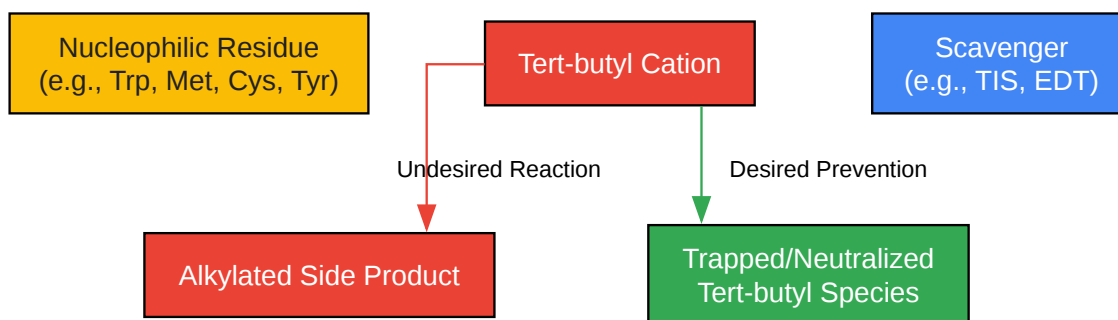 Nucleophilic Residue
(e.g., Trp, Met, Cys, Tyr)
Tert-butyl Cation
Scavenger
(e.g., TIS, EDT)
Undesired Reaction
Desired Prevention
Alkylated Side Product
Trapped/Neutralized
Tert-butyl Species